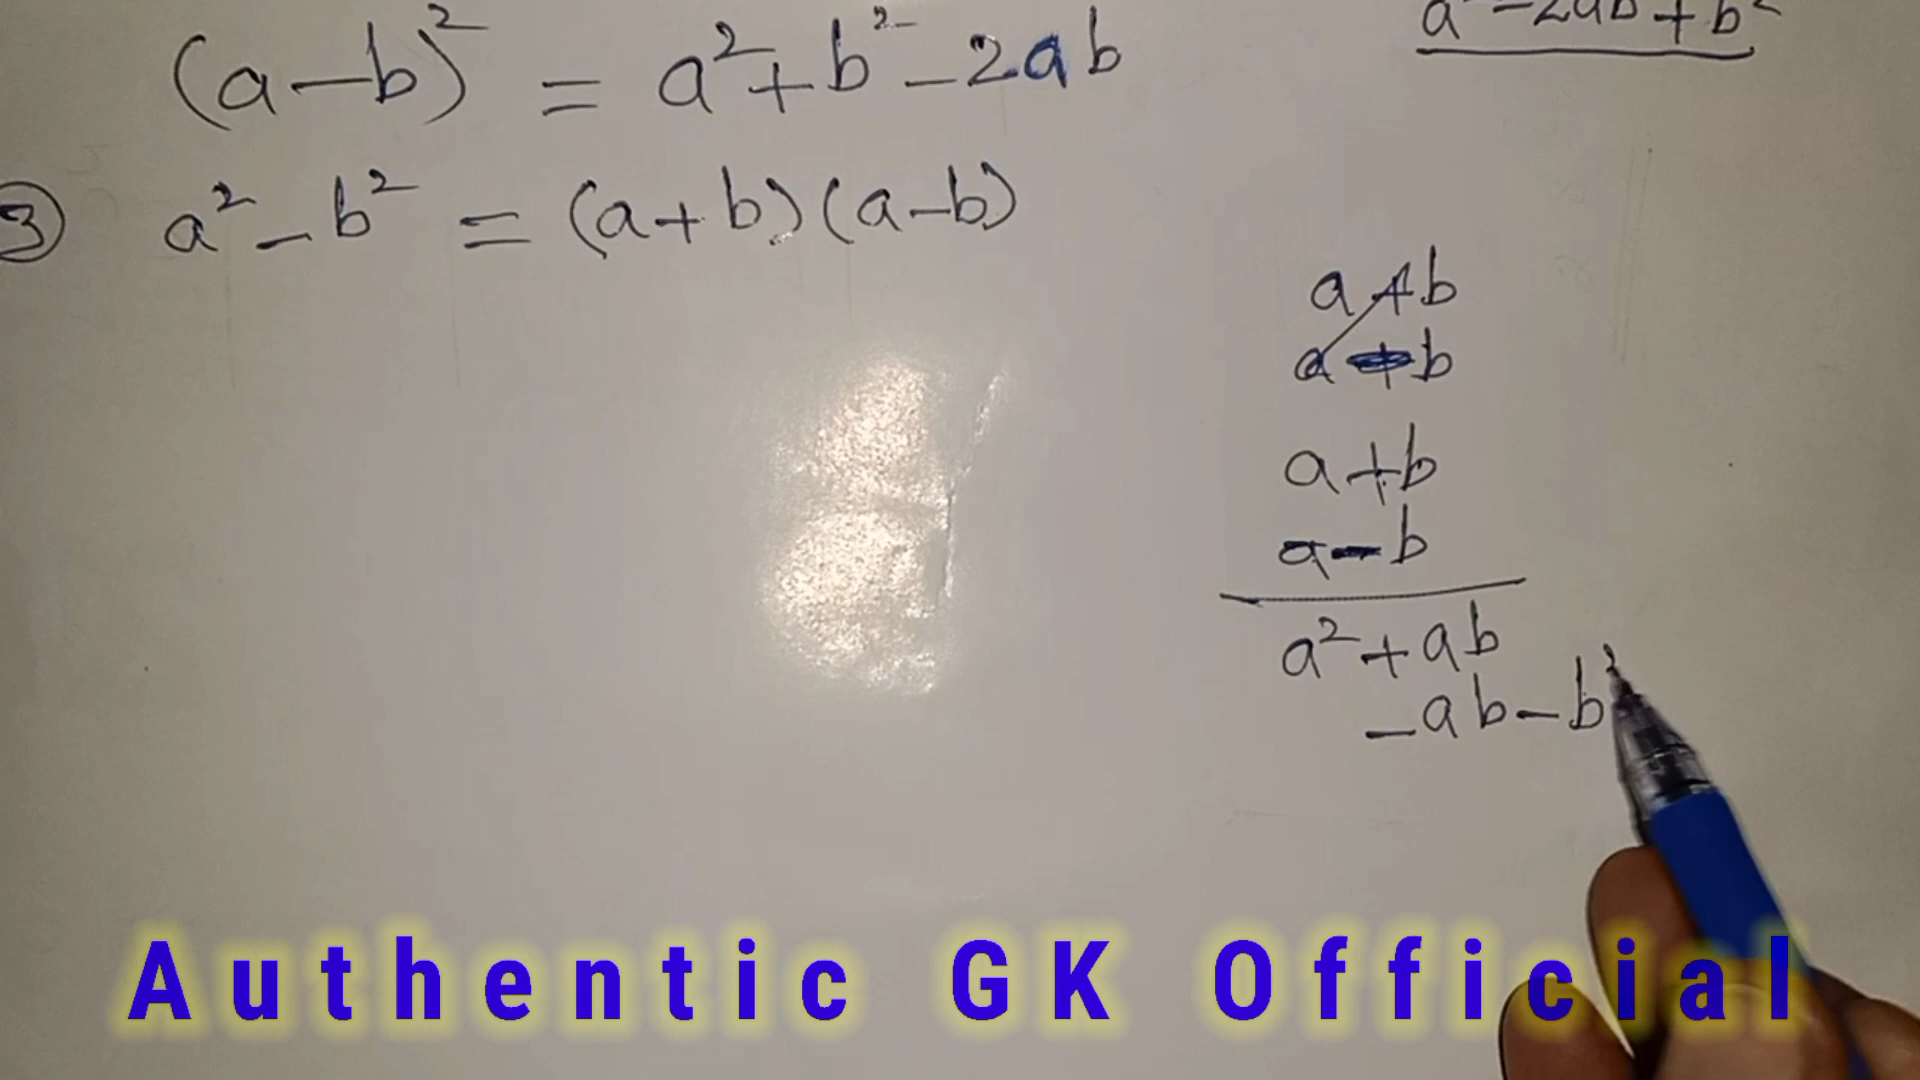 (a-b)² = a²+b²-2ab
a²-2ab+b²
③ a²-b² = (a+b)(a-b)
a+b
a+b
a+b
a-b
a²+ab
-ab-b²
Authentic GK Official